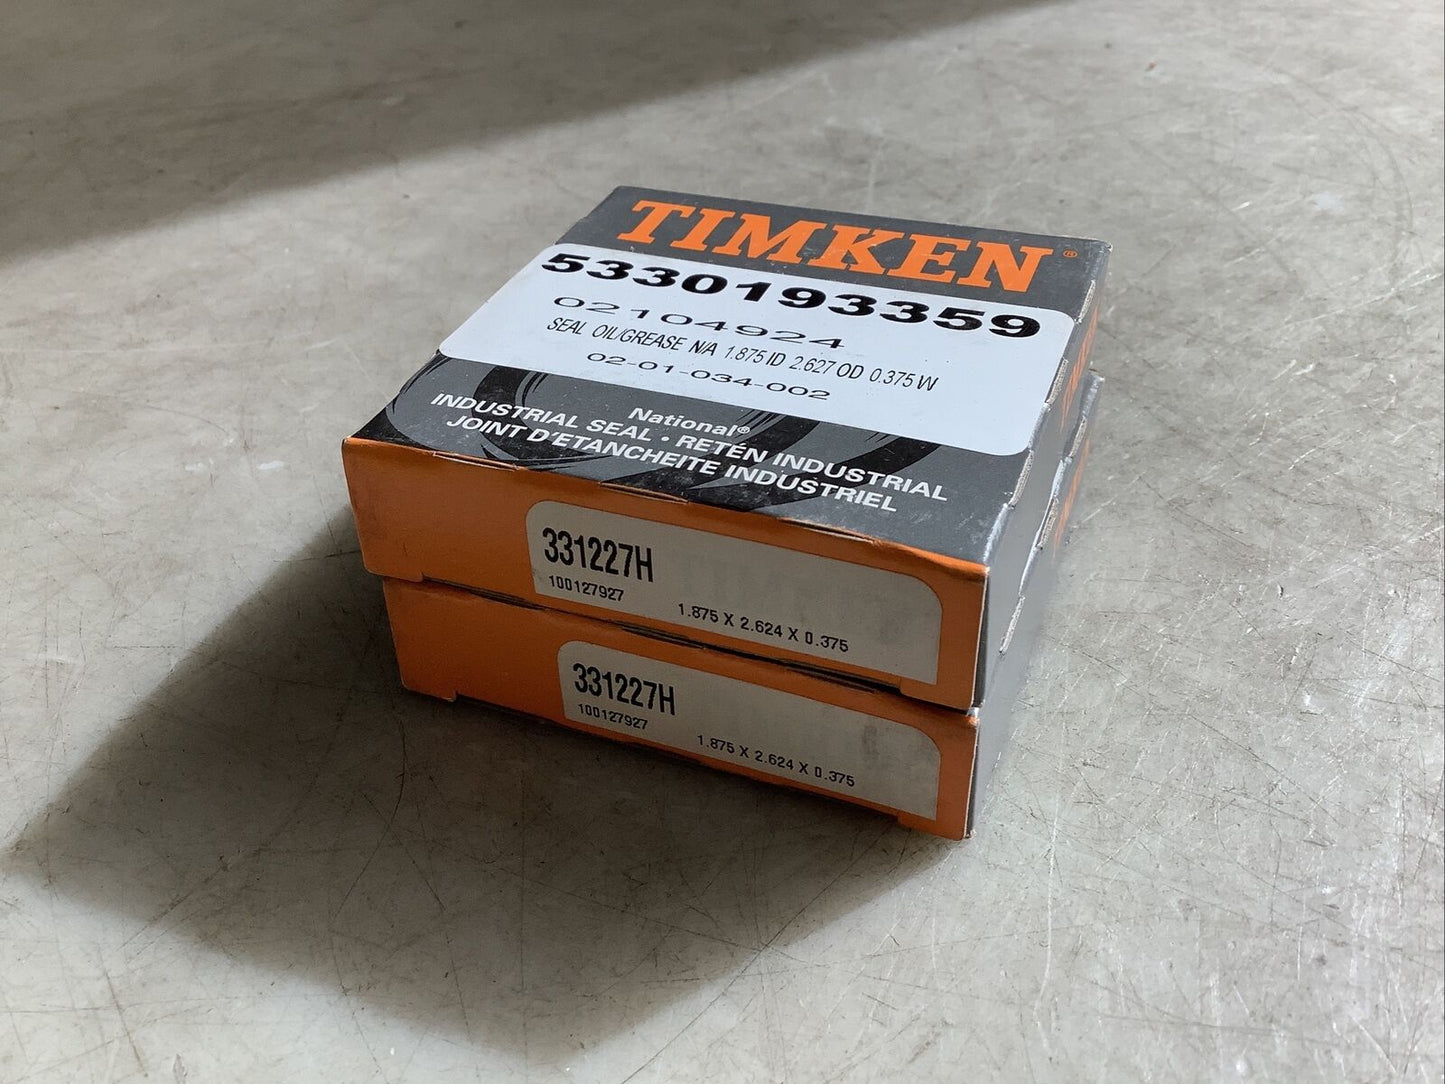 TIMKEN®
5330193359
02104924
SEAL OIL/GREASE N/A 1.875 ID 2.627 OD 0.375 W
02-01-034-002
National®
INDUSTRIAL SEAL • RETÉN INDUSTRIAL
JOINT D'ETANCHEITE INDUSTRIEL
331227H
100127927
1.875 X 2.624 X 0.375
331227H
100127927
1.875 X 2.624 X 0.375